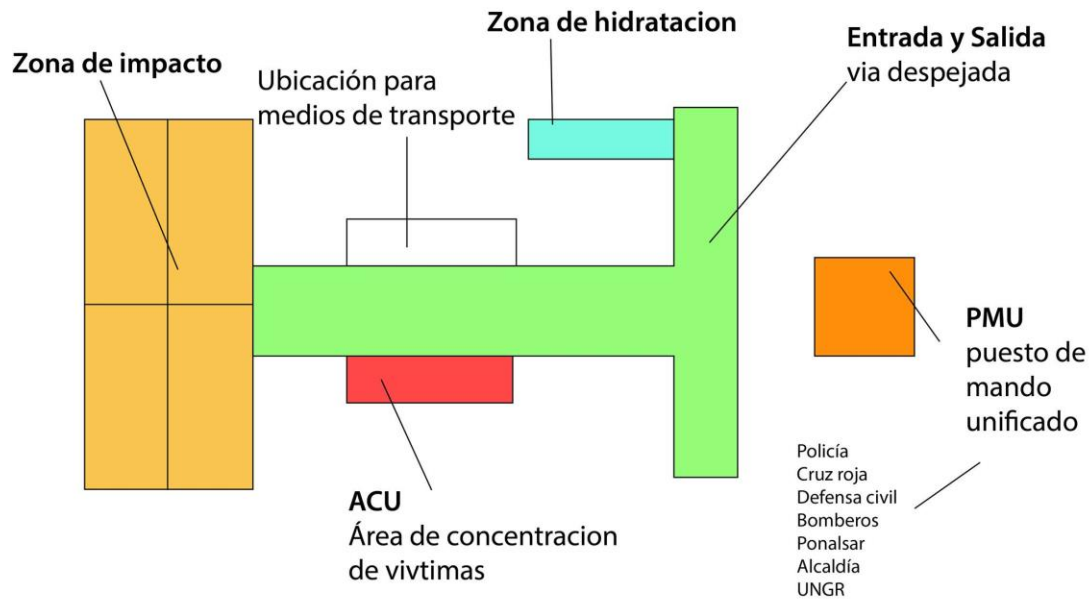 Zona de impacto
Ubicación para
medios de transporte
Zona de hidratacion
Entrada y Salida
via despejada
PMU
puesto de
mando
unificado
ACU
Área de concentracion
de vivtimas
Policía
Cruz roja
Defensa civil
Bomberos
Ponalsar
Alcaldía
UNGR